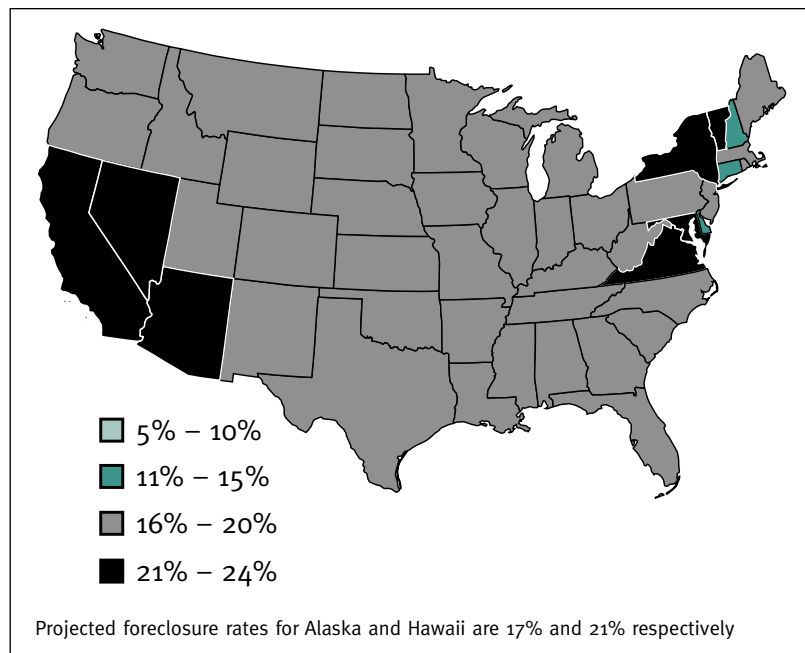 5% – 10%
11% – 15%
16% – 20%
21% – 24%
Projected foreclosure rates for Alaska and Hawaii are 17% and 21% respectively